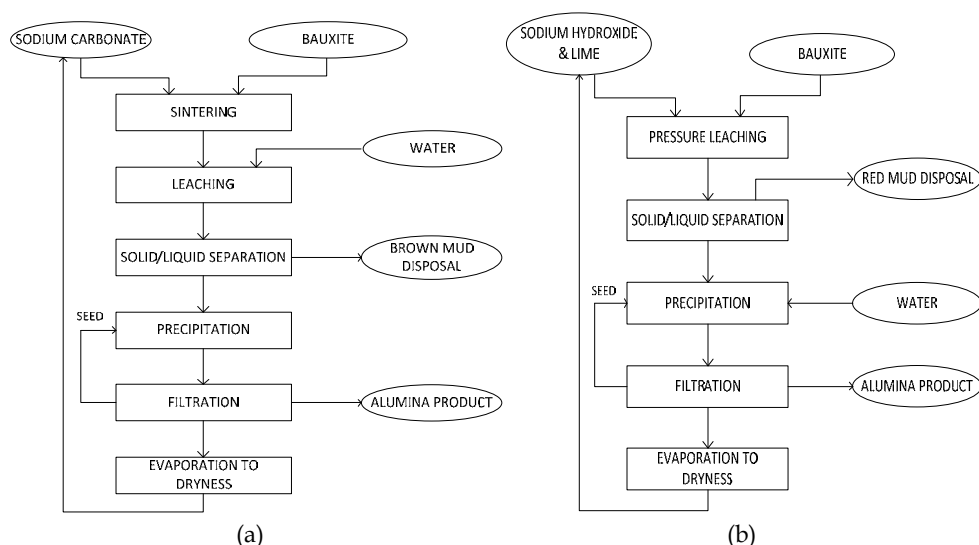 SODIUM CARBONATE
BAUXITE
SINTERING
WATER
LEACHING
SOLID/LIQUID SEPARATION
BROWN MUD
DISPOSAL
SEED
PRECIPITATION
FILTRATION
ALUMINA PRODUCT
EVAPORATION TO
DRYNESS
(a)
SODIUM HYDROXIDE
& LIME
BAUXITE
PRESSURE LEACHING
RED MUD DISPOSAL
SOLID/LIQUID SEPARATION
SEED
PRECIPITATION
WATER
FILTRATION
ALUMINA PRODUCT
EVAPORATION TO
DRYNESS
(b)